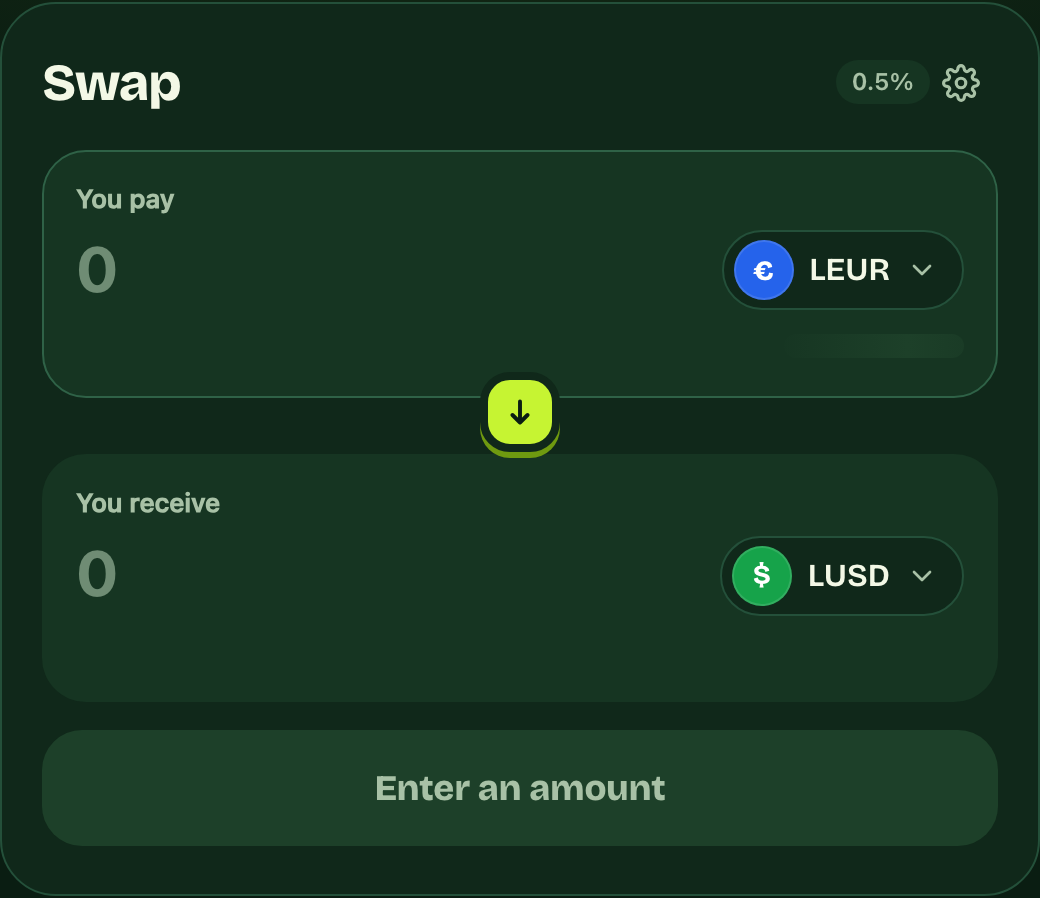 Swap
0.5%
You pay
0
€ LEUR
You receive
0
$ LUSD
Enter an amount